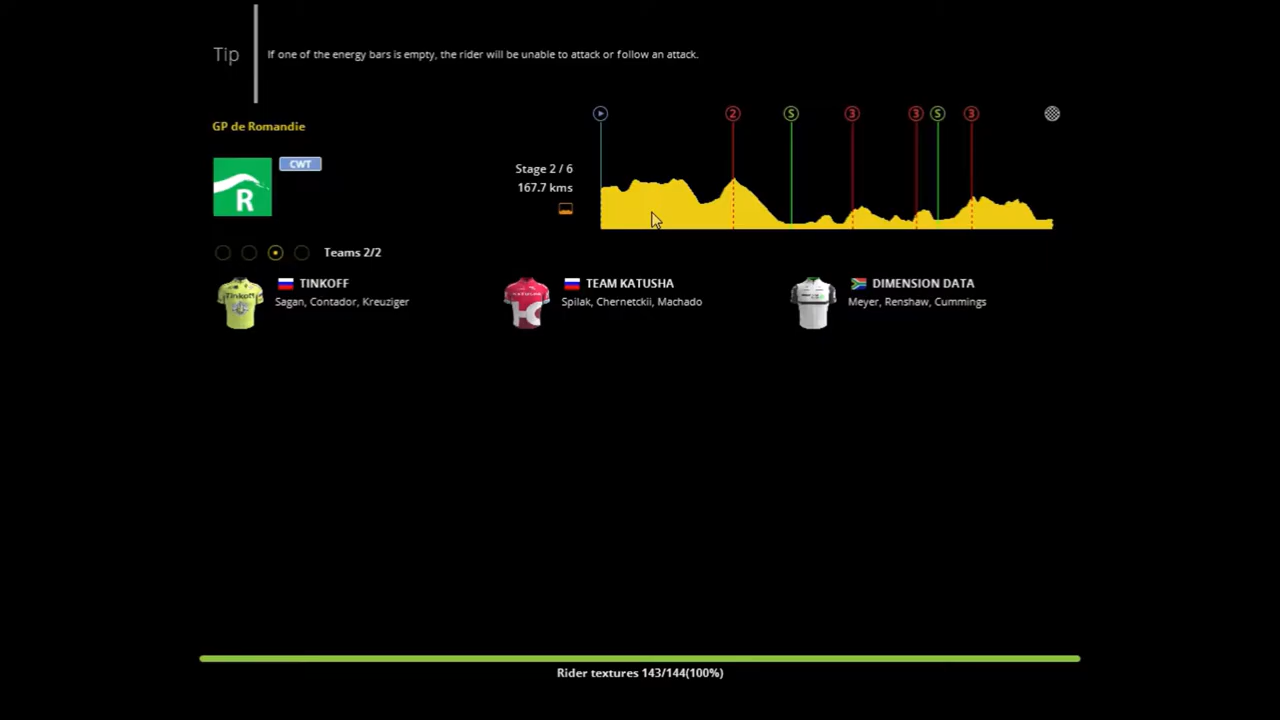 Tip
If one of the energy bars is empty, the rider will be unable to attack or follow an attack.
GP de Romandie
R
CWT
Stage 2 / 6
167.7 kms
2 S 3 3 S 3
Teams 2/2
TINKOFF
Sagan, Contador, Kreuziger
Tinkoff
TEAM KATUSHA
Spilak, Chernetckii, Machado
DIMENSION DATA
Meyer, Renshaw, Cummings
Rider textures 143/144(100%)